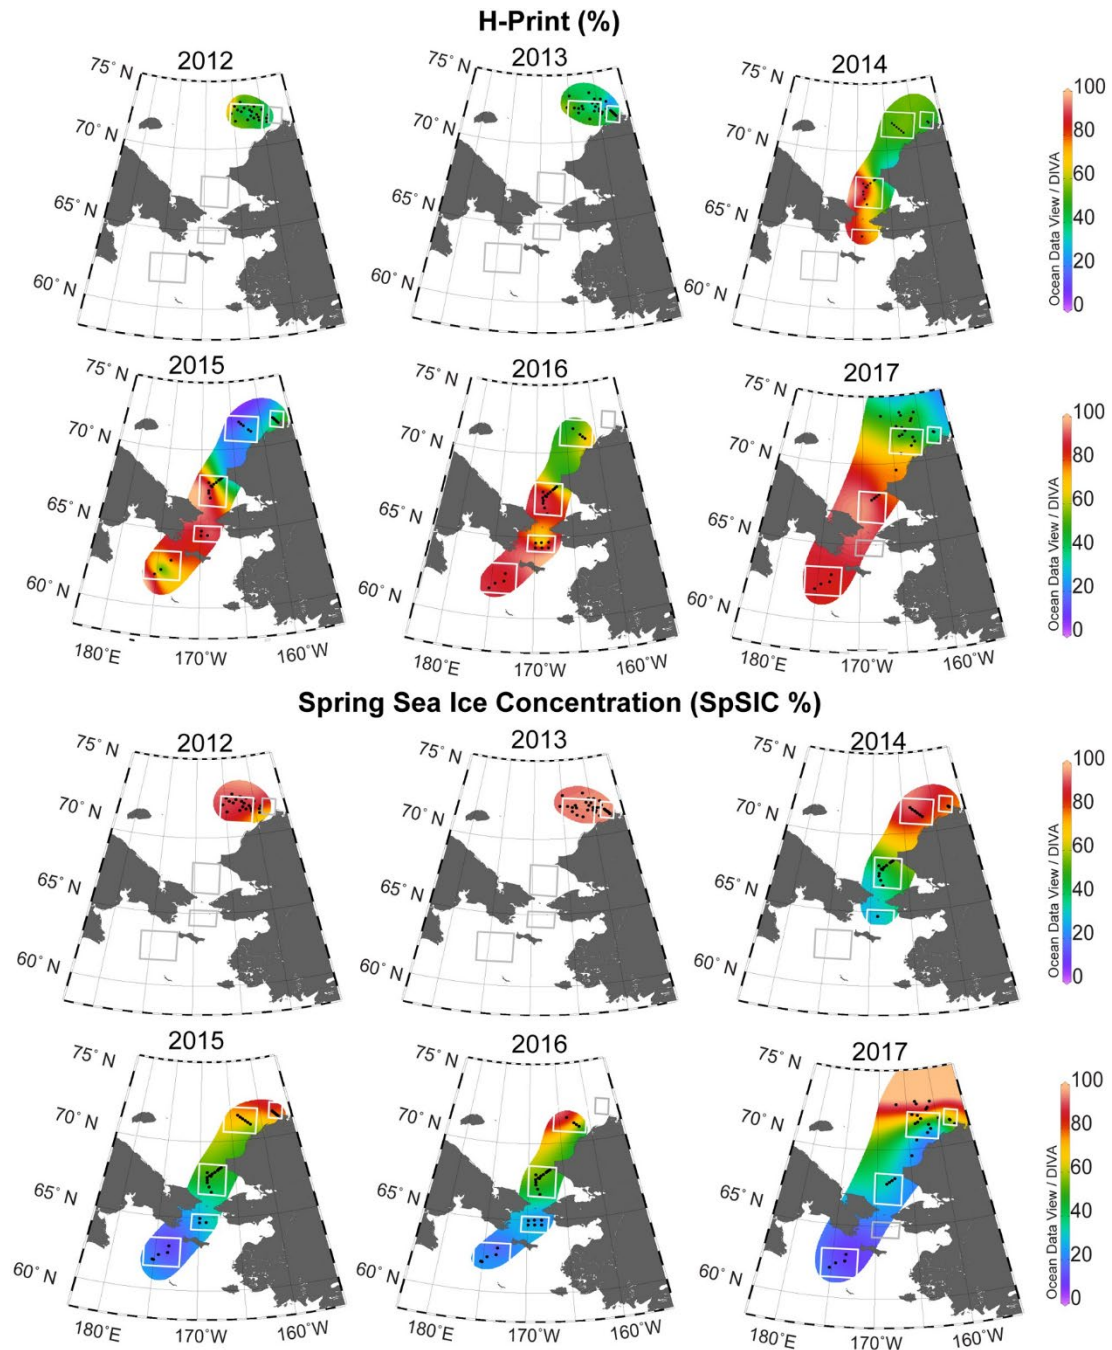 H-Print (%)
2012 2013 2014
75° N 75° N 75° N
70° N 70° N 70° N
65° N 65° N 65° N
60° N 60° N 60° N
100
80
60
40
20
0
Ocean Data View / DIVA
2015 2016 2017
75° N 75° N 75° N
70° N 70° N 70° N
65° N 65° N 65° N
60° N 60° N 60° N
180°E 170°W 160°W 180°E 170°W 160°W 180°E 170°W 160°W
100
80
60
40
20
0
Ocean Data View / DIVA
Spring Sea Ice Concentration (SpSIC %)
2012 2013 2014
75° N 75° N 75° N
70° N 70° N 70° N
65° N 65° N 65° N
60° N 60° N 60° N
100
80
60
40
20
0
Ocean Data View / DIVA
2015 2016 2017
75° N 75° N 75° N
70° N 70° N 70° N
65° N 65° N 65° N
60° N 60° N 60° N
180°E 170°W 160°W 180°E 170°W 160°W 180°E 170°W 160°W
100
80
60
40
20
0
Ocean Data View / DIVA